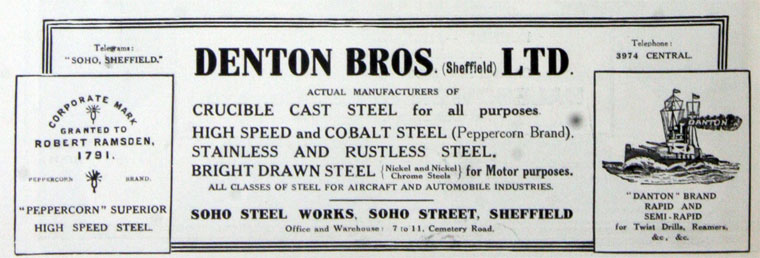 Telegrams:
"SOHO, SHEFFIELD."
DENTON BROS. (Sheffield) LTD.
Telephone:
3974 CENTRAL.
CORPORATE MARK
GRANTED TO
ROBERT RAMSDEN,
1791.
PEPPERCORN BRAND.
"PEPPERCORN" SUPERIOR
HIGH SPEED STEEL.
ACTUAL MANUFACTURERS OF
CRUCIBLE CAST STEEL for all purposes
HIGH SPEED and COBALT STEEL (Peppercorn Brand).
STAINLESS AND RUSTLESS STEEL.
BRIGHT DRAWN STEEL {Nickel and Nickel Chrome Steels} for Motor purposes.
ALL CLASSES OF STEEL FOR AIRCRAFT AND AUTOMOBILE INDUSTRIES.
SOHO STEEL WORKS, SOHO STREET, SHEFFIELD
Office and Warehouse: 7 to 11, Cemetery Road.
DANTON
"DANTON" BRAND
RAPID AND
SEMI-RAPID
for Twist Drills, Reamers,
&c., &c.